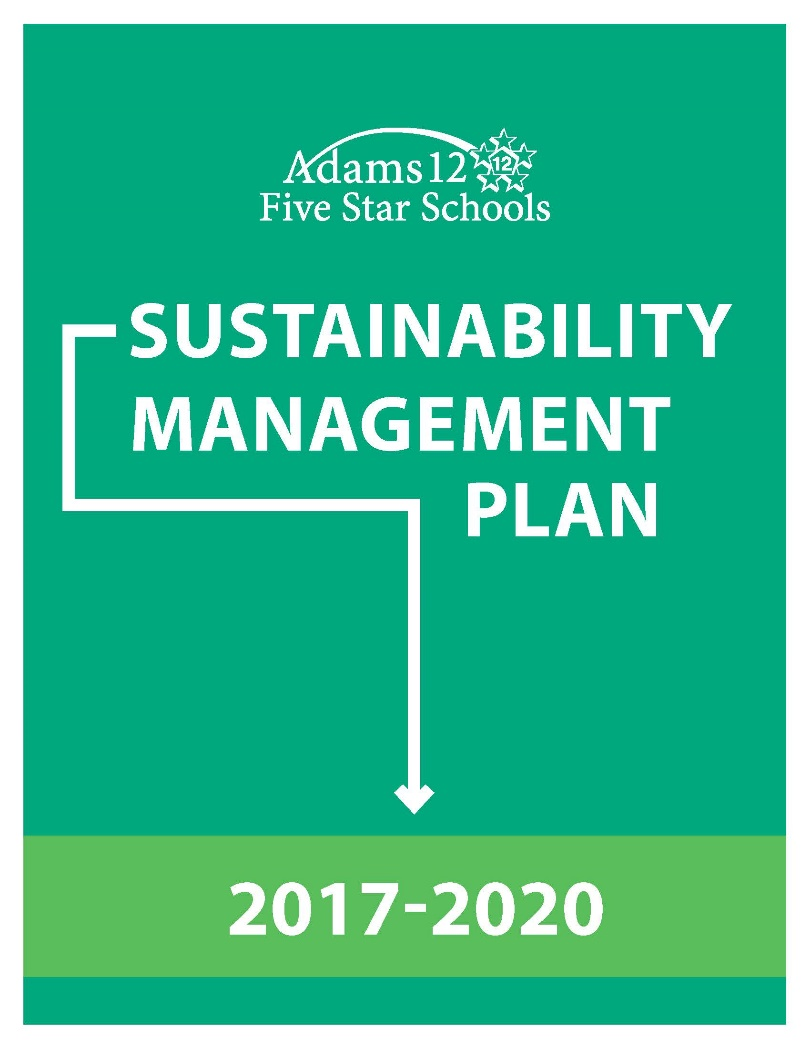 Adams 12 12
Five Star Schools
SUSTAINABILITY
MANAGEMENT
PLAN
2017-2020